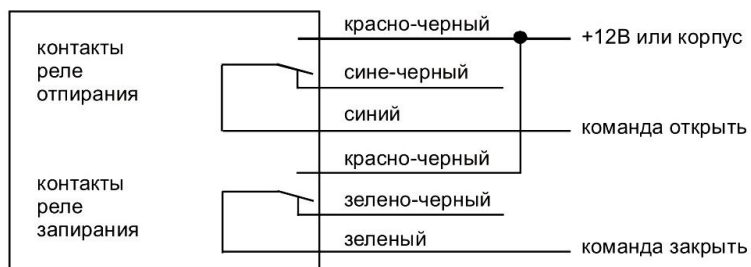 красно-черный
+12В или корпус
контакты
реле
отпирания
сине-черный
синий
команда открыть
красно-черный
контакты
реле
запирания
зелено-черный
зеленый
команда закрыть